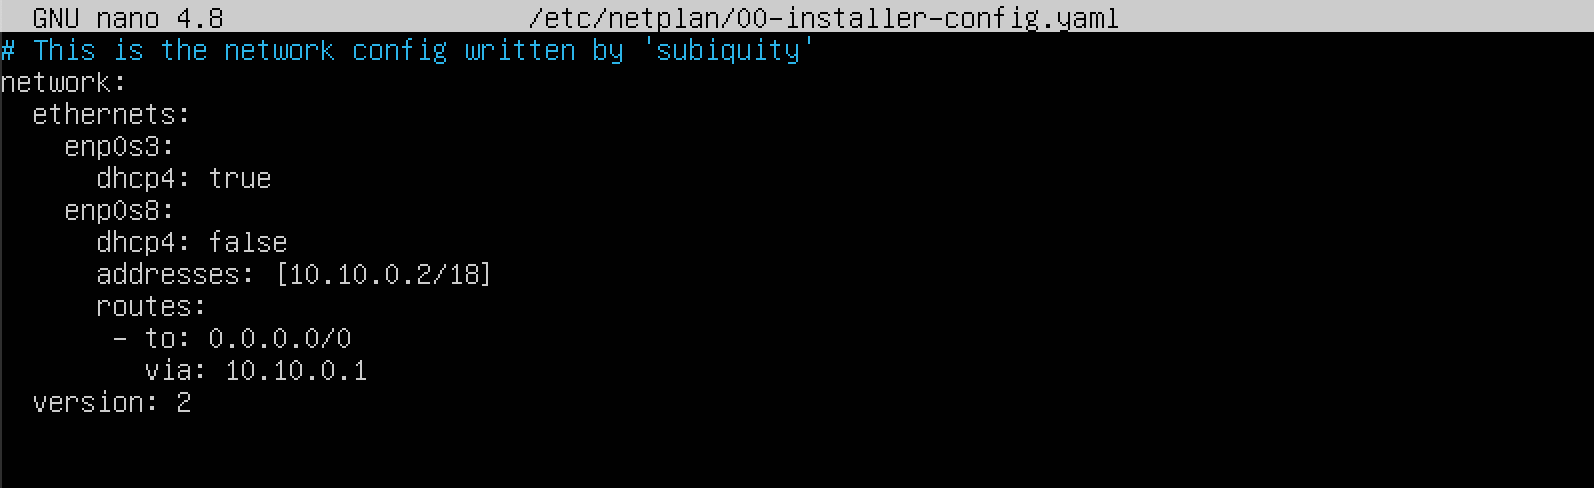 GNU nano 4.8 /etc/netplan/00-installer-config.yaml
# This is the network config written by 'subiquity'
network:
  ethernets:
    enp0s3:
      dhcp4: true
    enp0s8:
      dhcp4: false
      addresses: [10.10.0.2/18]
      routes:
       - to: 0.0.0.0/0
         via: 10.10.0.1
  version: 2